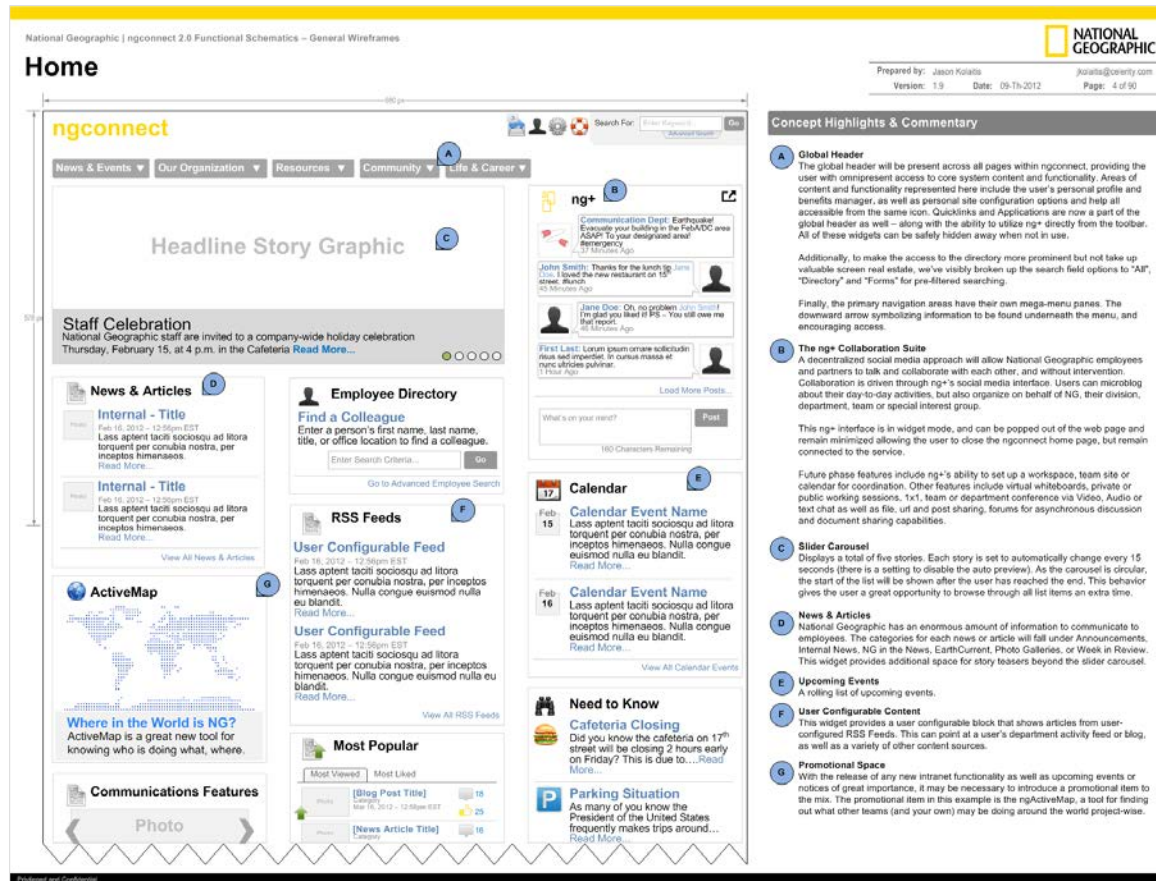 National Geographic | ngconnect 2.0 Functional Schematics – General Wireframes
Home
NATIONAL
GEOGRAPHIC
Prepared by: Jason Kolaitis jkolaitis@celerity.com
Version: 1.9 Date: 09-Th-2012 Page: 4 of 90
ngconnect
Search For: Enter Keyword... Go
Advanced Search
News & Events ▼ Our Organization ▼ Resources ▼ Community ▼ Life & Career ▼
A
Headline Story Graphic
C
Staff Celebration
National Geographic staff are invited to a company-wide holiday celebration
Thursday, February 15, at 4 p.m. in the Cafeteria Read More...
ng+
B
Communication Dept: Earthquake!
Evacuate your building in the FebA/DC area
ASAP! To your designated area!
#emergency
37 Minutes Ago
John Smith: Thanks for the lunch tip Jane
Doe. I loved the new restaurant on 15th
street. #lunch
45 Minutes Ago
Jane Doe: Oh, no problem John Smith!
I'm glad you liked it! PS – You still owe me
that report.
46 Minutes Ago
First Last: Lorum ipsum ornare sollicitudin
risus sed imperdiet. In cursus massa et
nunc ultricies pulvinar.
1 Hour Ago
Load More Posts...
What's on your mind? Post
160 Characters Remaining
News & Articles
D
Photo
Internal - Title
Feb 16, 2012 – 12:56pm EST
Lass aptent taciti sociosqu ad litora
torquent per conubia nostra, per
inceptos himenaeos.
Read More...
Photo
Internal - Title
Feb 16, 2012 – 12:56pm EST
Lass aptent taciti sociosqu ad litora
torquent per conubia nostra, per
inceptos himenaeos.
Read More...
View All News & Articles
Employee Directory
Find a Colleague
Enter a person's first name, last name,
title, or office location to find a colleague.
Enter Search Criteria... Go
Go to Advanced Employee Search
RSS Feeds
F
User Configurable Feed
Feb 16, 2012 – 12:56pm EST
Lass aptent taciti sociosqu ad litora
torquent per conubia nostra, per inceptos
himenaeos. Nulla congue euismod nulla
eu blandit.
Read More...
User Configurable Feed
Feb 16, 2012 – 12:56pm EST
Lass aptent taciti sociosqu ad litora
torquent per conubia nostra, per inceptos
himenaeos. Nulla congue euismod nulla eu
blandit.
Read More...
View All RSS Feeds
17
Calendar
E
Feb
15
Calendar Event Name
Lass aptent taciti sociosqu ad litora
torquent per conubia nostra, per
inceptos himenaeos. Nulla congue
euismod nulla eu blandit.
Read More...
Feb
16
Calendar Event Name
Lass aptent taciti sociosqu ad litora
torquent per conubia nostra, per
inceptos himenaeos. Nulla congue
euismod nulla eu blandit.
Read More...
View All Calendar Events
G
ActiveMap
Where in the World is NG?
ActiveMap is a great new tool for
knowing who is doing what, where.
Communications Features
Photo
Most Popular
Most Viewed Most Liked
Photo
[Blog Post Title] 18
Category
Mar 16, 2012 – 12:56pm EST 25
Photo
[News Article Title] 16
Category
Need to Know
Cafeteria Closing
Did you know the cafeteria on 17th
street will be closing 2 hours early
on Friday? This is due to....Read
More...
P
Parking Situation
As many of you know the
President of the United States
frequently makes trips around...
Read More...
Concept Highlights & Commentary
A
Global Header
The global header will be present across all pages within ngconnect, providing the
user with omnipresent access to core system content and functionality. Areas of
content and functionality represented here include the user's personal profile and
benefits manager, as well as personal site configuration options and help all
accessible from the same icon. Quicklinks and Applications are now a part of the
global header as well – along with the ability to utilize ng+ directly from the toolbar.
All of these widgets can be safely hidden away when not in use.
Additionally, to make the access to the directory more prominent but not take up
valuable screen real estate, we've visibly broken up the search field options to "All",
"Directory" and "Forms" for pre-filtered searching.
Finally, the primary navigation areas have their own mega-menu panes. The
downward arrow symbolizing information to be found underneath the menu, and
encouraging access.
B
The ng+ Collaboration Suite
A decentralized social media approach will allow National Geographic employees
and partners to talk and collaborate with each other, and without intervention.
Collaboration is driven through ng+'s social media interface. Users can microblog
about their day-to-day activities, but also organize on behalf of NG, their division,
department, team or special interest group.
This ng+ interface is in widget mode, and can be popped out of the web page and
remain minimized allowing the user to close the ngconnect home page, but remain
connected to the service.
Future phase features include ng+'s ability to set up a workspace, team site or
calendar for coordination. Other features include virtual whiteboards, private or
public working sessions, 1x1, team or department conference via Video, Audio or
text chat as well as file, url and post sharing, forums for asynchronous discussion
and document sharing capabilities.
C
Slider Carousel
Displays a total of five stories. Each story is set to automatically change every 15
seconds (there is a setting to disable the auto preview). As the carousel is circular,
the start of the list will be shown after the user has reached the end. This behavior
gives the user a great opportunity to browse through all list items an extra time.
D
News & Articles
National Geographic has an enormous amount of information to communicate to
employees. The categories for each news or article will fall under Announcements,
Internal News, NG in the News, EarthCurrent, Photo Galleries, or Week in Review.
This widget provides additional space for story teasers beyond the slider carousel.
E
Upcoming Events
A rolling list of upcoming events.
F
User Configurable Content
This widget provides a user configurable block that shows articles from user-
configured RSS Feeds. This can point at a user's department activity feed or blog,
as well as a variety of other content sources.
G
Promotional Space
With the release of any new intranet functionality as well as upcoming events or
notices of great importance, it may be necessary to introduce a promotional item to
the mix. The promotional item in this example is the ngActiveMap, a tool for finding
out what other teams (and your own) may be doing around the world project-wise.
Privileged and Confidential